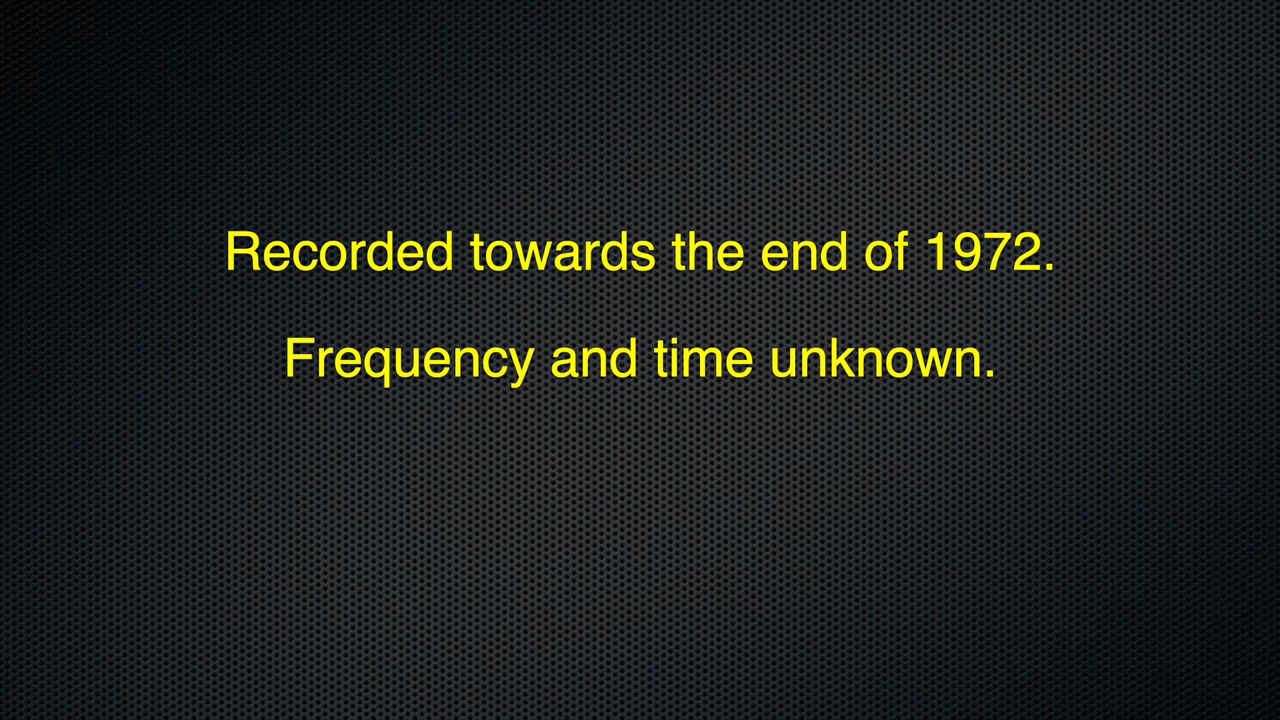 Recorded towards the end of 1972.
Frequency and time unknown.